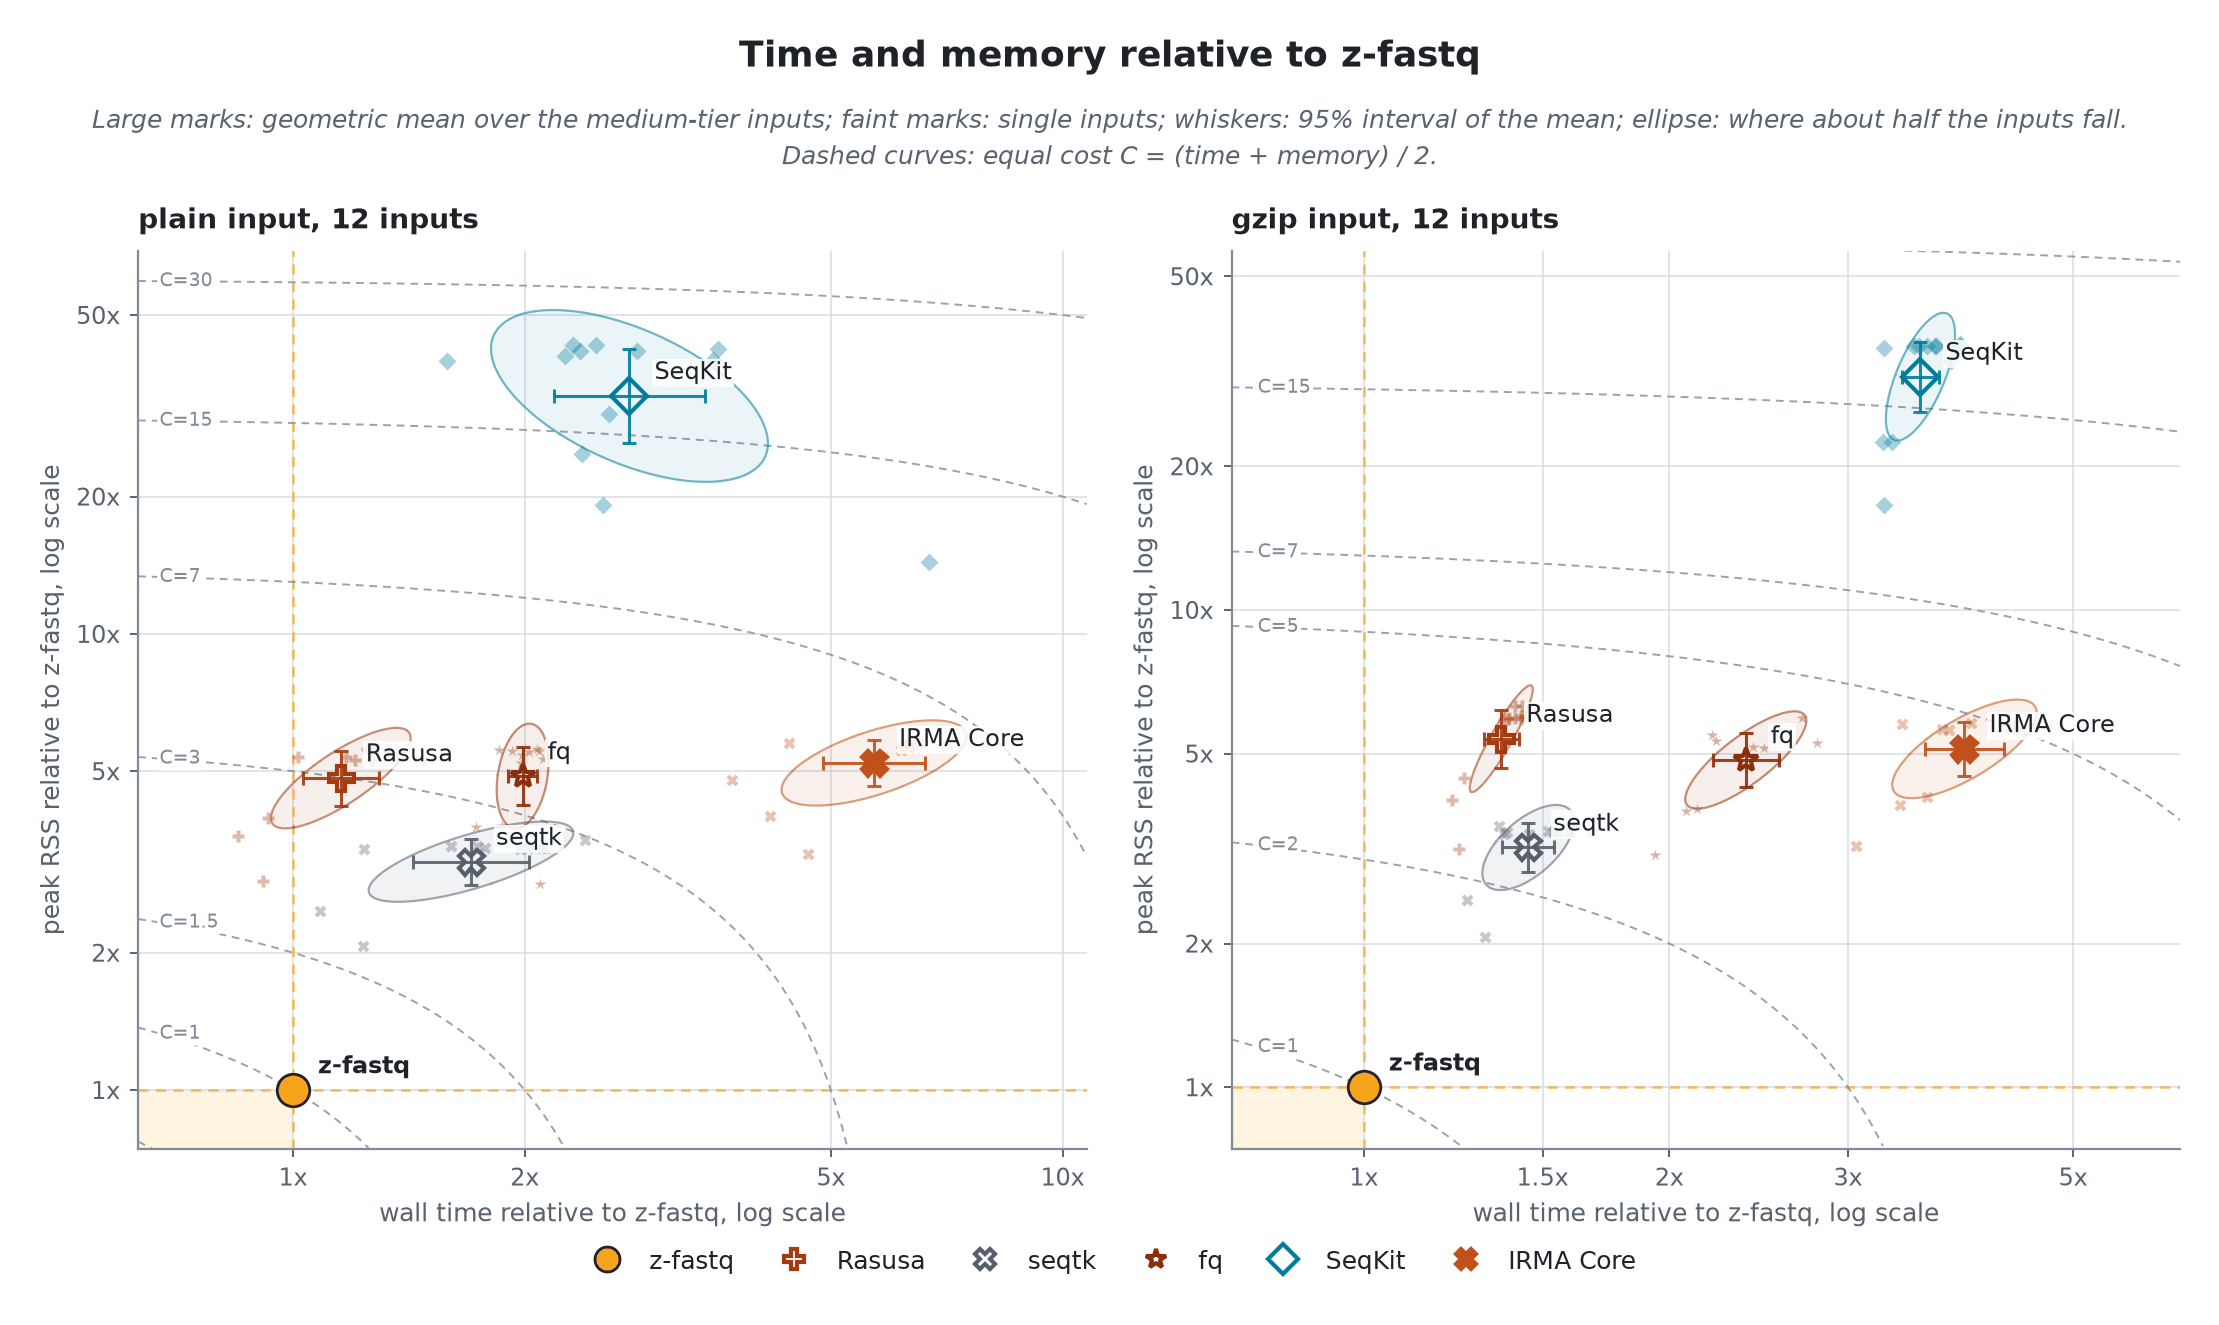 Time and memory relative to z-fastq
Large marks: geometric mean over the medium-tier inputs; faint marks: single inputs; whiskers: 95% interval of the mean; ellipse: where about half the inputs fall.
Dashed curves: equal cost C = (time + memory) / 2.
plain input, 12 inputs
peak RSS relative to z-fastq, log scale
50x
20x
10x
5x
2x
1x
C=30
C=15
C=7
C=3
C=1.5
C=1
SeqKit
Rasusa
fq
IRMA Core
seqtk
z-fastq
1x
2x
5x
10x
wall time relative to z-fastq, log scale
gzip input, 12 inputs
peak RSS relative to z-fastq, log scale
50x
20x
10x
5x
2x
1x
C=15
C=7
C=5
C=2
C=1
SeqKit
Rasusa
fq
IRMA Core
seqtk
z-fastq
1x
1.5x
2x
3x
5x
wall time relative to z-fastq, log scale
z-fastq
Rasusa
seqtk
fq
SeqKit
IRMA Core